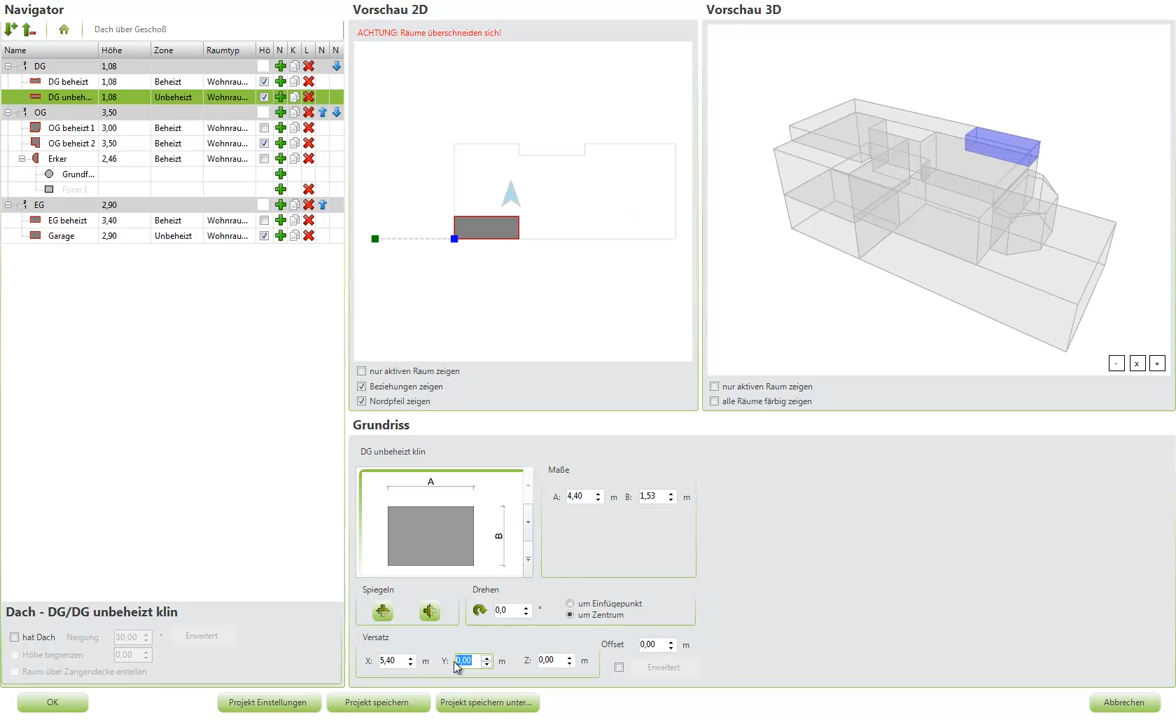 Navigator
Dach über Geschoß
Name Höhe Zone Raumtyp Hö N K L N N
DG 1,08
DG beheizt 1,08 Beheizt Wohnrau...
DG unbeh... 1,08 Unbeheizt Wohnrau...
OG 3,50
OG beheizt 1 3,00 Beheizt Wohnrau...
OG beheizt 2 3,50 Beheizt Wohnrau...
Erker 2,46 Beheizt Wohnrau...
Grundf...
Form 1
EG 2,90
EG beheizt 3,40 Beheizt Wohnrau...
Garage 2,90 Unbeheizt Wohnrau...
Dach - DG/DG unbeheizt klin
hat Dach Neigung 30,00 ° Erweitert
Höhe begrenzen 0,00
Raum über Zangendecke erstellen
Vorschau 2D
ACHTUNG: Räume überschneiden sich!
nur aktiven Raum zeigen
Beziehungen zeigen
Nordpfeil zeigen
Vorschau 3D
- x +
nur aktiven Raum zeigen
alle Räume färbig zeigen
Grundriss
DG unbeheizt klin
A
B
Maße
A: 4,40 m B: 1,53 m
Spiegeln
Drehen
0,0 °
um Einfügepunkt
um Zentrum
Versatz
X: 5,40 m Y: 0,00 m Z: 0,00 m
Offset 0,00 m
Erweitert
OK Projekt Einstellungen Projekt speichern Projekt speichern unter... Abbrechen